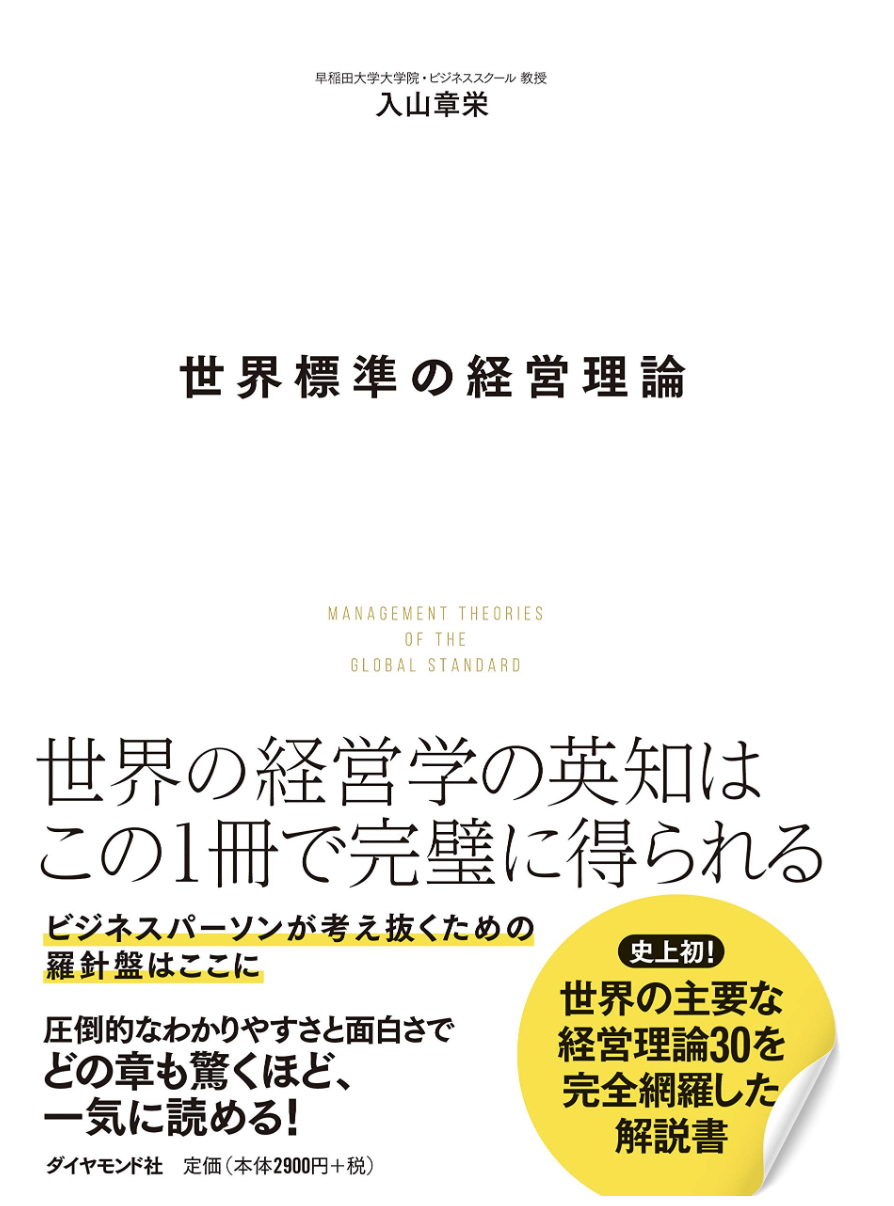 早稲田大学大学院・ビジネススクール 教授
入山章栄
世界標準の経営理論
MANAGEMENT THEORIES
OF THE
GLOBAL STANDARD
世界の経営学の英知は
この1冊で完璧に得られる
ビジネスパーソンが考え抜くための
羅針盤はここに
圧倒的なわかりやすさと面白さで
どの章も驚くほど、
一気に読める!
ダイヤモンド社 定価(本体2900円+税)
史上初!
世界の主要な
経営理論30を
完全網羅した
解説書